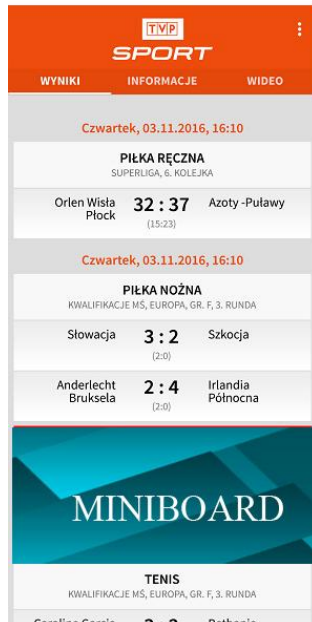 TVP
SPORT
WYNIKI INFORMACJE WIDEO
Czwartek, 03.11.2016, 16:10
PIŁKA RĘCZNA
SUPERLIGA, 6. KOLEJKA
Orlen Wisła Płock 32 : 37 Azoty -Puławy
(15:23)
Czwartek, 03.11.2016, 16:10
PIŁKA NOŻNA
KWALIFIKACJE MŚ, EUROPA, GR. F, 3. RUNDA
Słowacja 3 : 2 Szkocja
(2:0)
Anderlecht Bruksela 2 : 4 Irlandia Północna
(2:0)
MINIBOARD
TENIS
KWALIFIKACJE MŚ, EUROPA, GR. F, 3. RUNDA